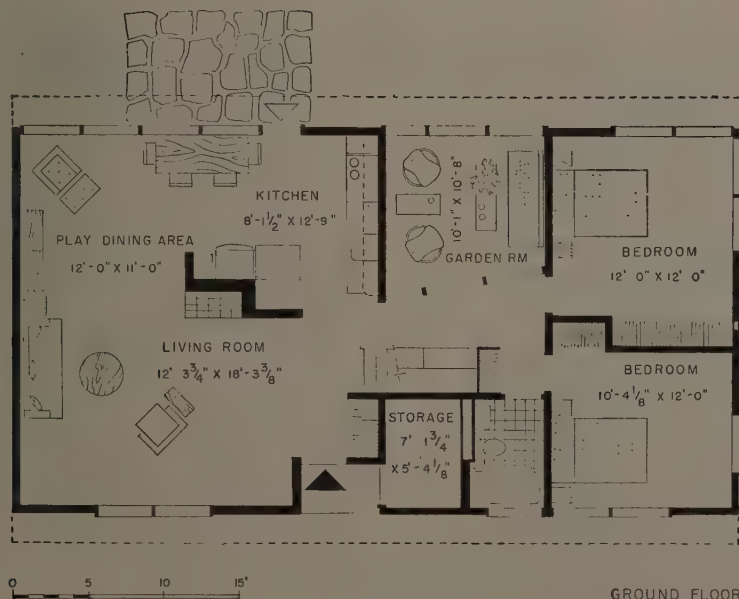 KITCHEN
8'-1½" X 12'-9"
10'-1" X 10'-8"
GARDEN RM
PLAY DINING AREA
12'-0" X 11'-0"
BEDROOM
12' 0" X 12' 0"
LIVING ROOM
12' 3¾" X 18'-3⅜"
BEDROOM
10'-4⅛" X 12'-0"
STORAGE
7' 1¾"
X 5'-4⅛"
0 5 10 15'
GROUND FLOOR